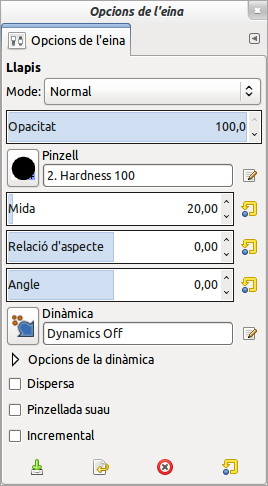 Opcions de l'eina
Opcions de l'eina
Llapis
Mode: Normal
Opacitat 100,0
Pinzell
2. Hardness 100
Mida 20,00
Relació d'aspecte 0,00
Angle 0,00
Dinàmica
Dynamics Off
Opcions de la dinàmica
Dispersa
Pinzellada suau
Incremental